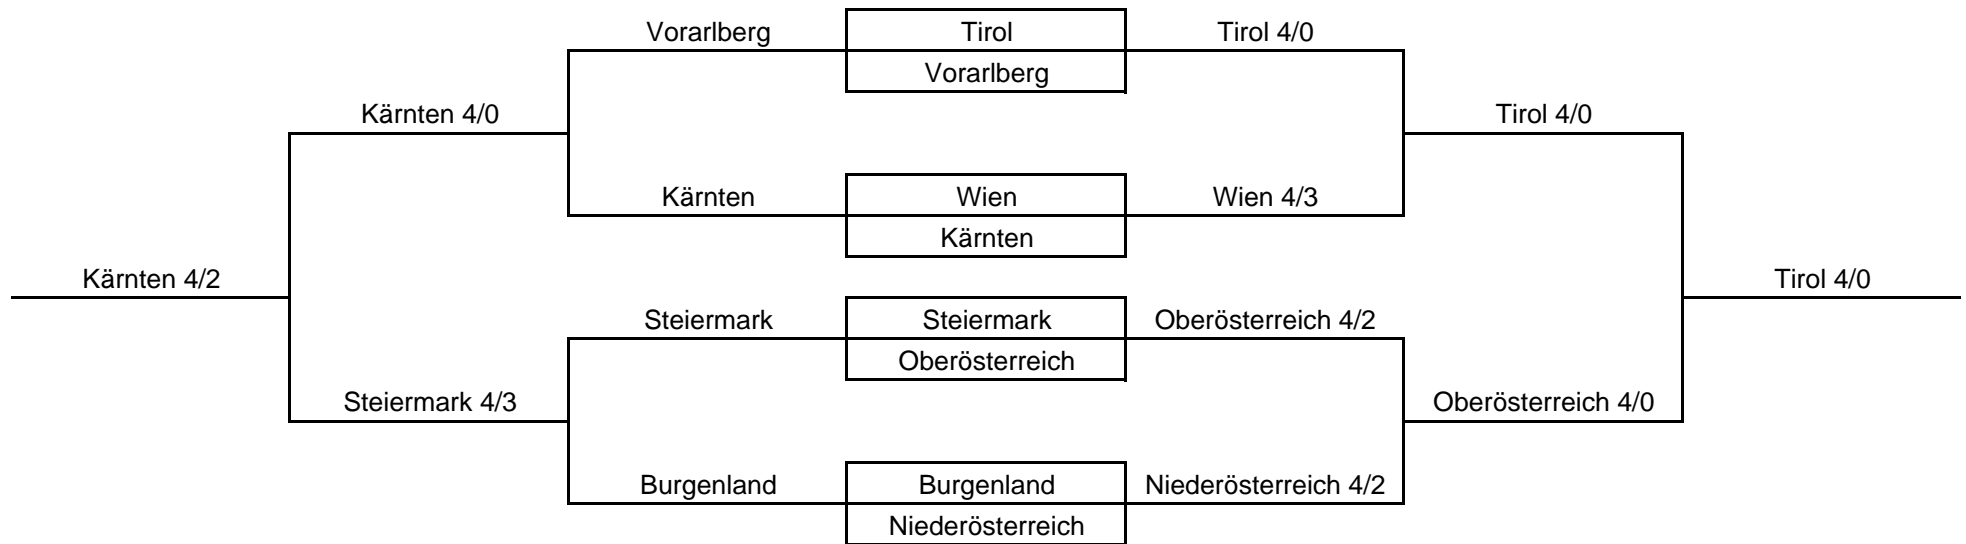 Vorarlberg Tirol Tirol 4/0
Vorarlberg
Kärnten 4/0 Tirol 4/0
Kärnten Wien Wien 4/3
Kärnten
Kärnten 4/2 Tirol 4/0
Steiermark Steiermark Oberösterreich 4/2
Oberösterreich
Steiermark 4/3 Oberösterreich 4/0
Burgenland Burgenland Niederösterreich 4/2
Niederösterreich